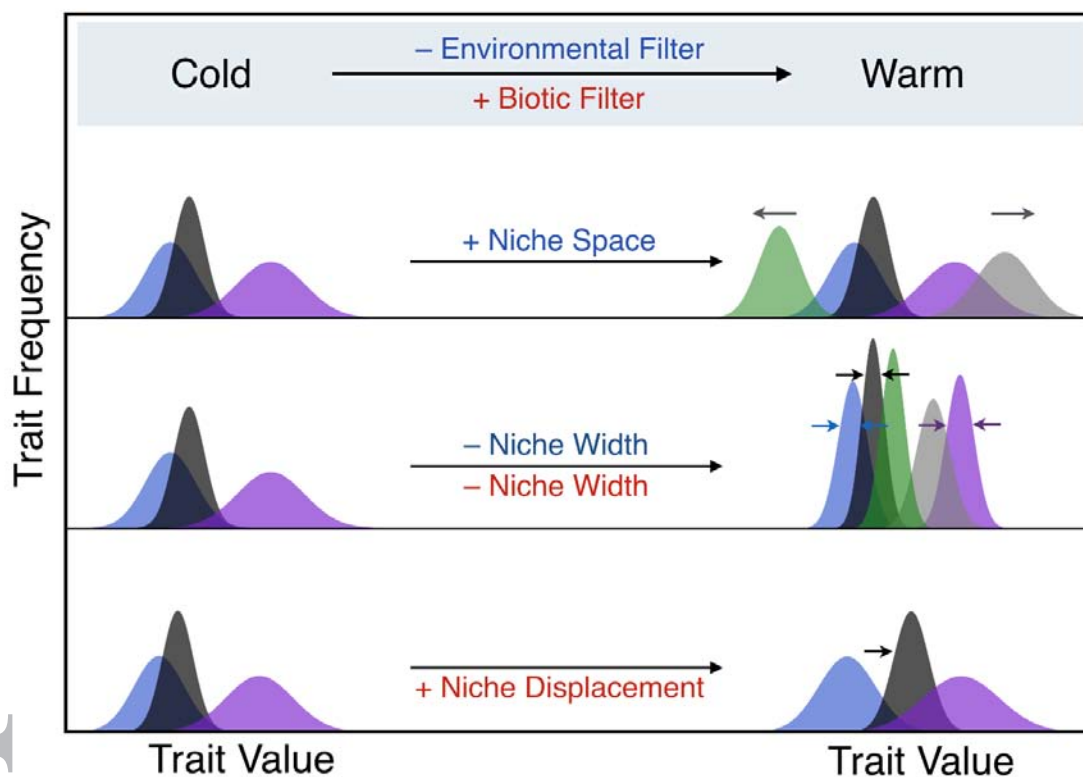 – Environmental Filter
Cold
Warm
+ Biotic Filter
Trait Frequency
+ Niche Space
– Niche Width
– Niche Width
+ Niche Displacement
Trait Value
Trait Value